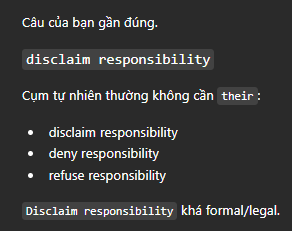 Câu của bạn gần đúng.
disclaim responsibility
Cụm tự nhiên thường không cần their:
• disclaim responsibility
• deny responsibility
• refuse responsibility
Disclaim responsibility khá formal/legal.